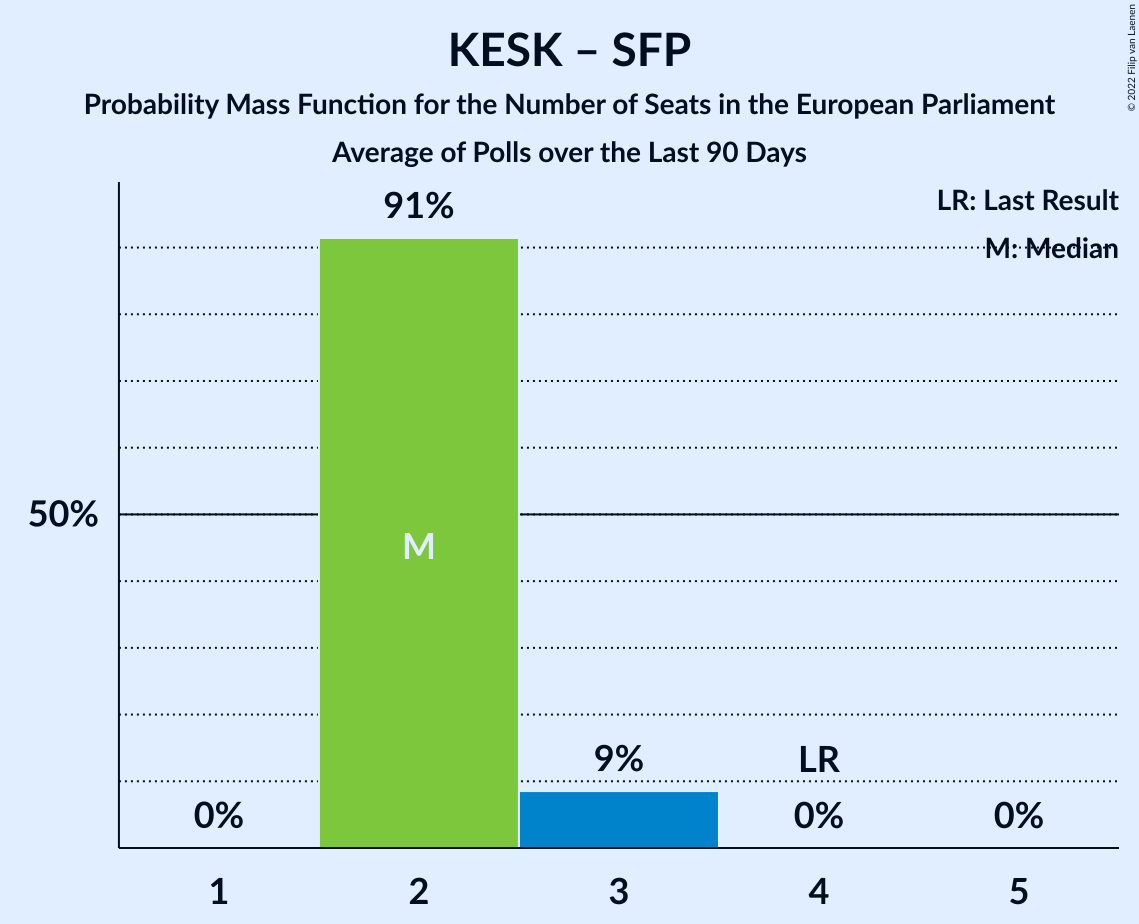 KESK – SFP
Probability Mass Function for the Number of Seats in the European Parliament
Average of Polls over the Last 90 Days
© 2022 Filip van Laenen
LR: Last Result
M: Median
91%
50%
M
9%
LR
0%
0%
0%
1
2
3
4
5